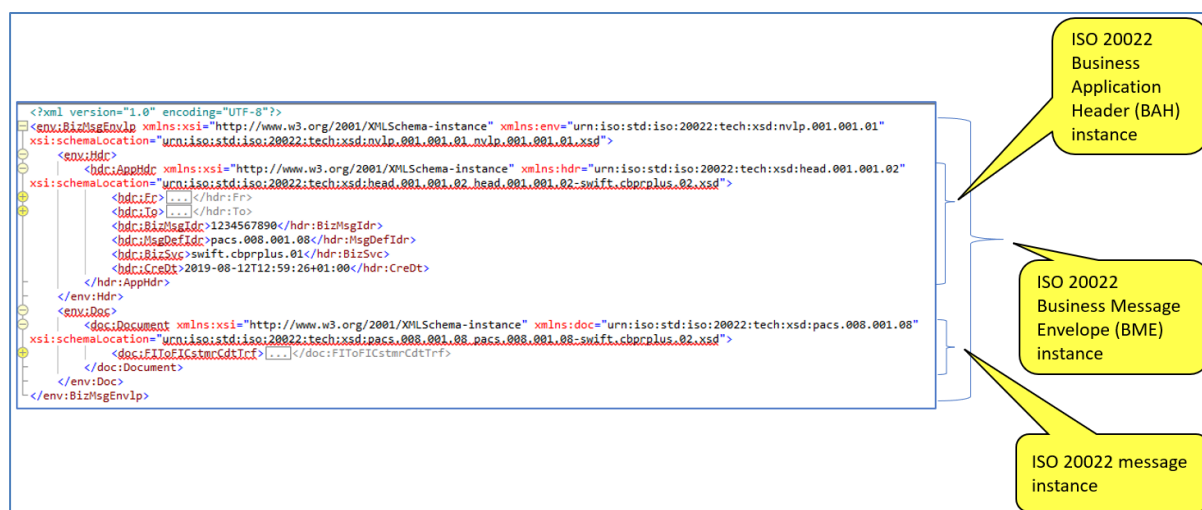 <?xml version="1.0" encoding="UTF-8"?>
<env:BizMsgEnvlp xmlns:xsi="http://www.w3.org/2001/XMLSchema-instance" xmlns:env="urn:iso:std:iso:20022:tech:xsd:nvlp.001.001.01"
xsi:schemaLocation="urn:iso:std:iso:20022:tech:xsd:nvlp.001.001.01 nvlp.001.001.01.xsd">
<env:Hdr>
<hdr:AppHdr xmlns:xsi="http://www.w3.org/2001/XMLSchema-instance" xmlns:hdr="urn:iso:std:iso:20022:tech:xsd:head.001.001.02"
xsi:schemaLocation="urn:iso:std:iso:20022:tech:xsd:head.001.001.02 head.001.001.02-swift.cbprplus.02.xsd">
<hdr:Fr>...</hdr:Fr>
<hdr:To>...</hdr:To>
<hdr:BizMsgIdr>1234567890</hdr:BizMsgIdr>
<hdr:MsgDefIdr>pacs.008.001.08</hdr:MsgDefIdr>
<hdr:BizSvc>swift.cbprplus.01</hdr:BizSvc>
<hdr:CreDt>2019-08-12T12:59:26+01:00</hdr:CreDt>
</hdr:AppHdr>
</env:Hdr>
<env:Doc>
<doc:Document xmlns:xsi="http://www.w3.org/2001/XMLSchema-instance" xmlns:doc="urn:iso:std:iso:20022:tech:xsd:pacs.008.001.08"
xsi:schemaLocation="urn:iso:std:iso:20022:tech:xsd:pacs.008.001.08 pacs.008.001.08-swift.cbprplus.02.xsd">
<doc:FIToFICstmrCdtTrf>...</doc:FIToFICstmrCdtTrf>
</doc:Document>
</env:Doc>
</env:BizMsgEnvlp>
ISO 20022
Business
Application
Header (BAH)
instance
ISO 20022
Business Message
Envelope (BME)
instance
ISO 20022 message
instance